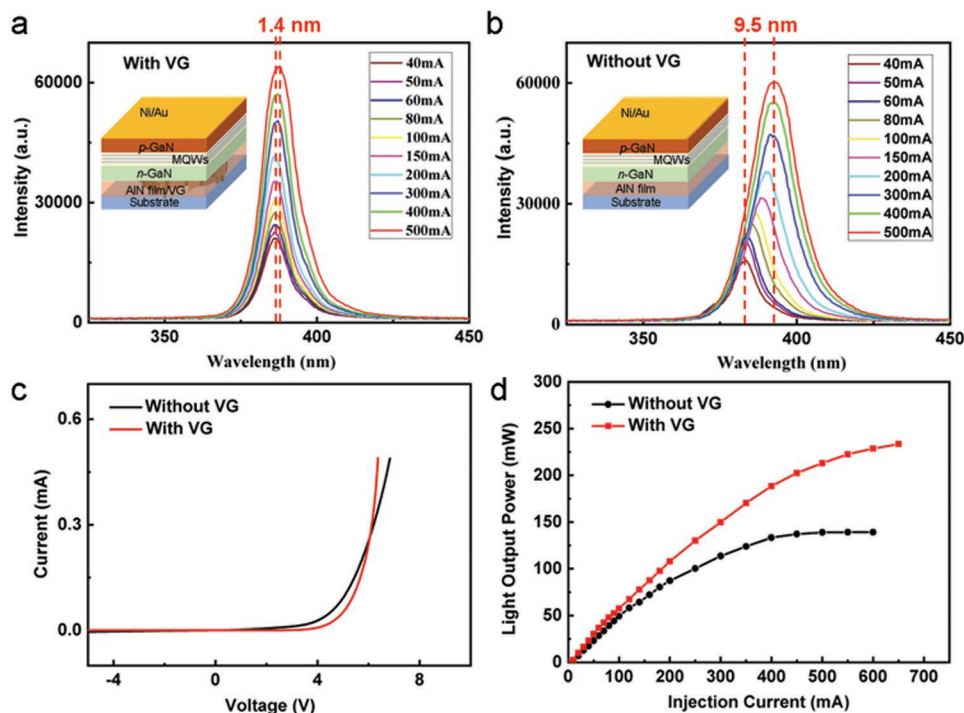 a
1.4 nm
With VG
Ni/Au
p-GaN
MQWs
n-GaN
AlN film/VG
Substrate
40mA
50mA
60mA
80mA
100mA
150mA
200mA
300mA
400mA
500mA
60000
30000
0
350
400
450
Intensity (a.u.)
Wavelength (nm)
b
9.5 nm
Without VG
Ni/Au
p-GaN
MQWs
n-GaN
AlN film
Substrate
40mA
50mA
60mA
80mA
100mA
150mA
200mA
300mA
400mA
500mA
60000
30000
0
350
400
450
Intensity (a.u.)
Wavelength (nm)
c
Without VG
With VG
0.6
0.3
0.0
-4
0
4
8
Current (mA)
Voltage (V)
d
Without VG
With VG
300
250
200
150
100
50
0
0
100
200
300
400
500
600
700
Light Output Power (mW)
Injection Current (mA)